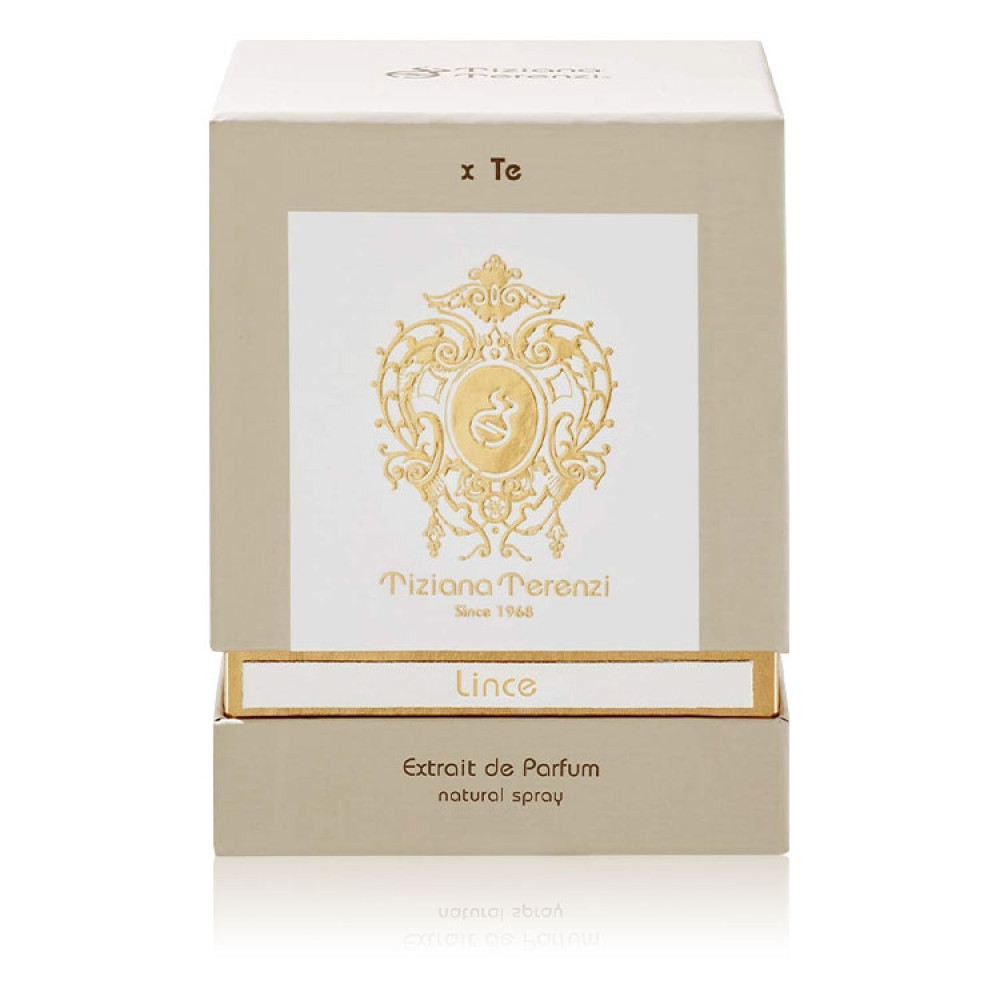 Tiziana
Terenzi
x Te
Tiziana Terenzi
Since 1968
Lince
Extrait de Parfum
natural spray